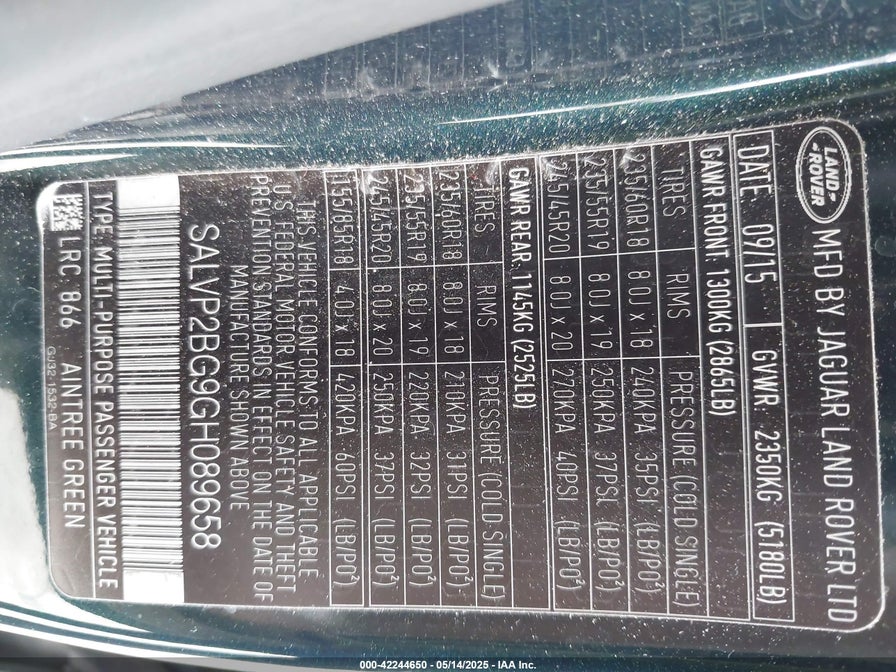 LAND-
-ROVER
MFD BY JAGUAR LAND ROVER LTD
DATE: 09/15 GVWR: 2350KG (5180LB)
GAWR FRONT: 1300KG (2865LB)
TIRES RIMS PRESSURE (COLD SINGLE)
235/60R18 8.0J x 18 240KPA 35PSI (LB/PO²)
235/55R19 8.0J x 19 250KPA 37PSI (LB/PO²)
245/45R20 8.0J x 20 270KPA 40PSI (LB/PO²)
GAWR REAR: 1145KG (2525LB)
TIRES RIMS PRESSURE (COLD SINGLE)
235/60R18 8.0J x 18 210KPA 31PSI (LB/PO²)
235/55R19 8.0J x 19 220KPA 32PSI (LB/PO²)
245/45R20 8.0J x 20 250KPA 37PSI (LB/PO²)
155/85R18 4.0J x 18 420KPA 60PSI (LB/PO²)
THIS VEHICLE CONFORMS TO ALL APPLICABLE
U.S. FEDERAL MOTOR VEHICLE SAFETY AND THEFT
PREVENTION STANDARDS IN EFFECT ON THE DATE OF
MANUFACTURE SHOWN ABOVE
SALVP2BG9GH089658
TYPE: MULTI-PURPOSE PASSENGER VEHICLE
LRC 866 AINTREE GREEN
GJ32-1532-BA
000-42244650 - 05/14/2025 - IAA Inc.